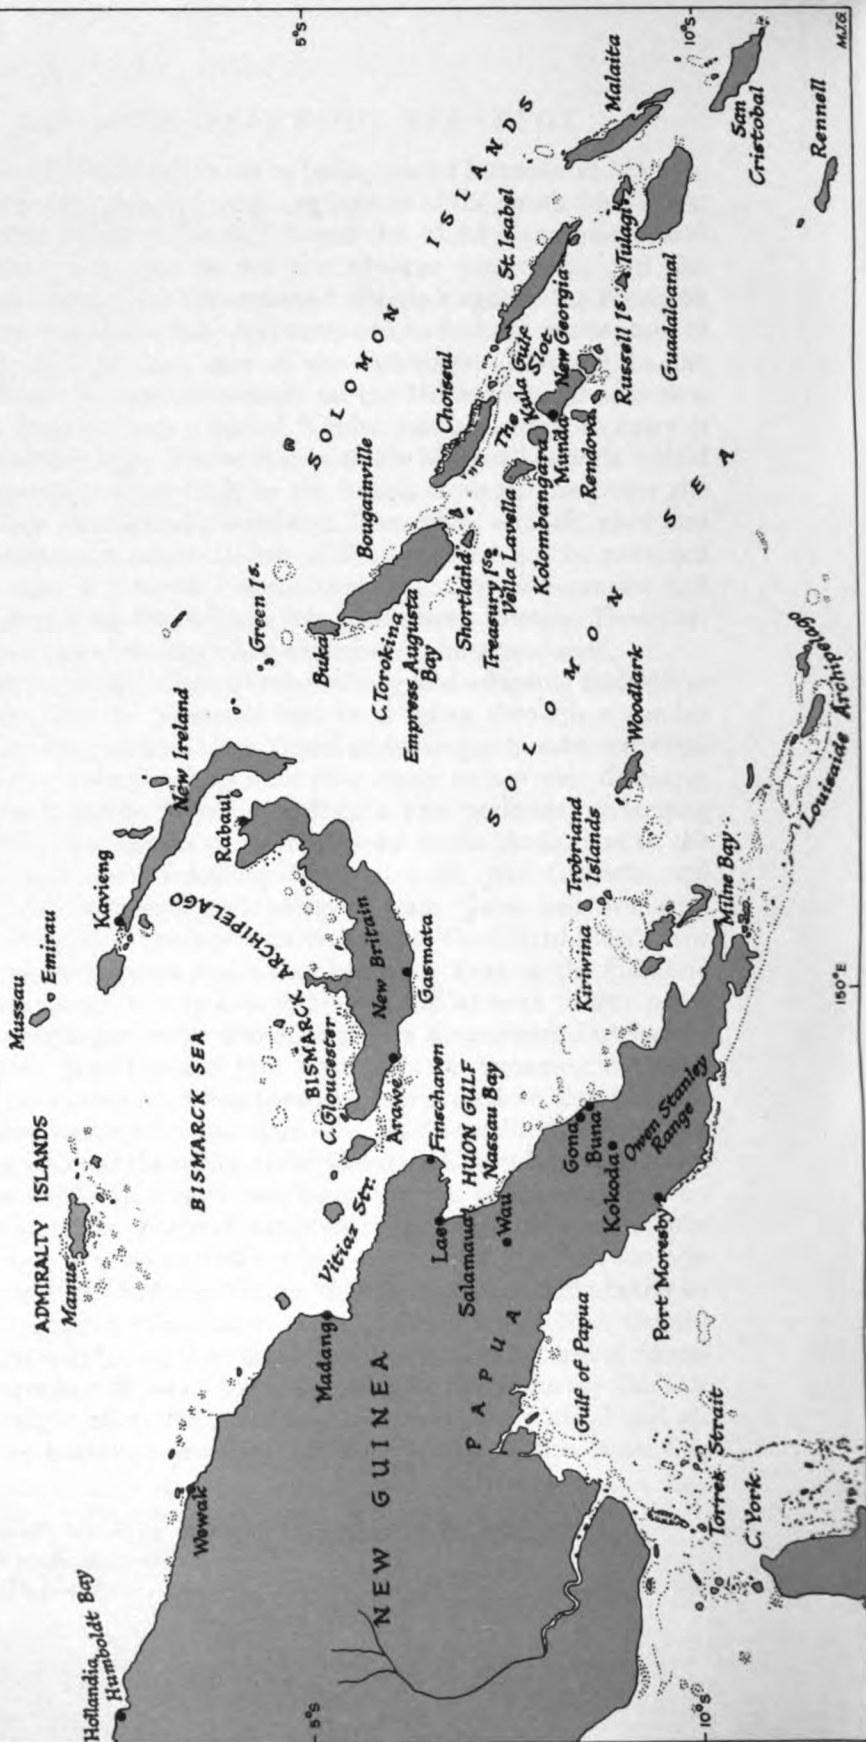 Hollandia
Humboldt Bay
Wewak
Madang
NEW GUINEA
PAPUA
Vitiaz Str.
ADMIRALTY ISLANDS
Manus
Mussau
Emirau
BISMARCK SEA
Kavieng
New Ireland
BISMARCK ARCHIPELAGO
Rabaul
New Britain
C. Gloucester
Arawe
Gasmata
Finschaven
Lae
Salamaua
HUON GULF
Nassau Bay
Wau
Gona
Buna
Kokoda
Owen Stanley
Range
Port Moresby
Gulf of Papua
Torres Strait
C. York
Kiriwina
Trobriand
Islands
Woodlark
Milne Bay
Louisaide Archipelago
SOLOMON SEA
Green Is.
Buka
Bougainville
C. Torokina
Empress Augusta
Bay
Shortland
Treasury Is.
Choiseul
SOLOMON ISLANDS
Vella Lavella
Kolombangara
The Slot
Kula Gulf
Munda
New Georgia
Rendova
St. Isabel
Russell Is.
Tulagi
Guadalcanal
Malaita
San
Cristobal
Rennell
5°S
10°S
5°S
10°S
150°E
M.J.G.